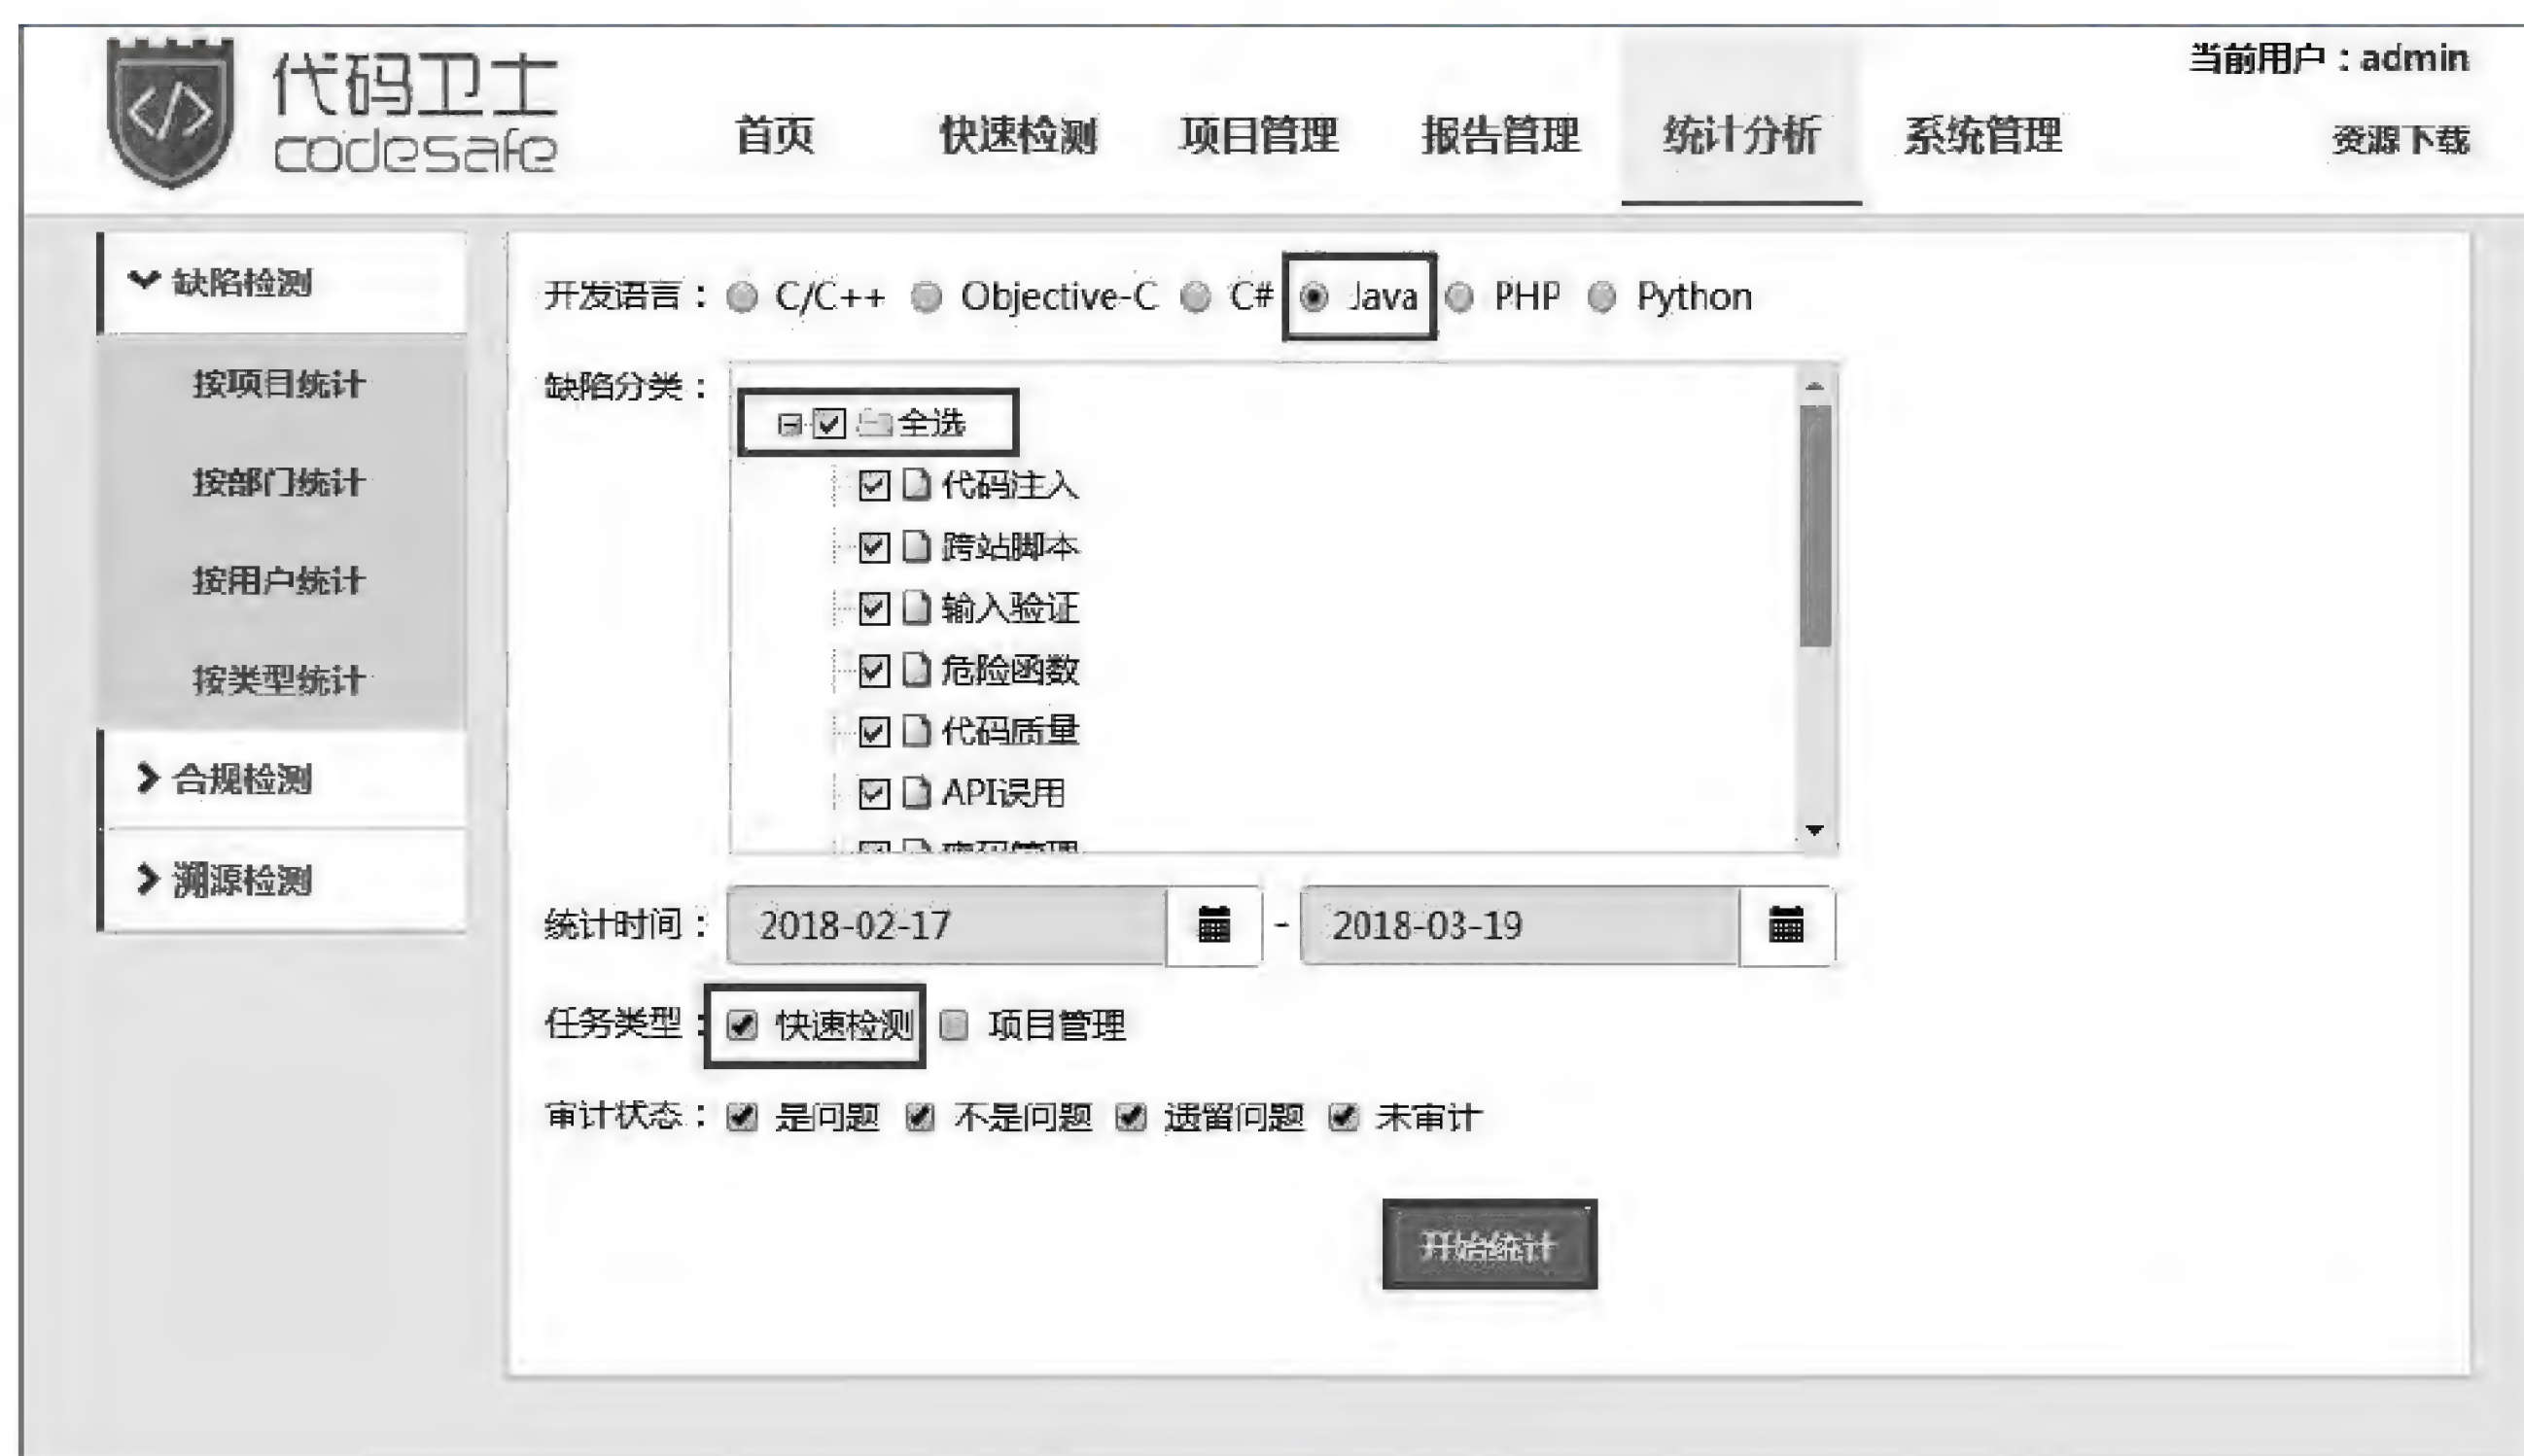 当前用户：admin
代码卫士
codesafe
首页 快速检测 项目管理 报告管理 统计分析 系统管理 资源下载
缺陷检测
按项目统计
按部门统计
按用户统计
按类型统计
合规检测
溯源检测
开发语言： C/C++ Objective-C C# Java PHP Python
缺陷分类：
全选
代码注入
跨站脚本
输入验证
危险函数
代码质量
API误用
密码管理
统计时间： 2018-02-17 - 2018-03-19
任务类型： 快速检测 项目管理
审计状态： 是问题 不是问题 遗留问题 未审计
开始统计